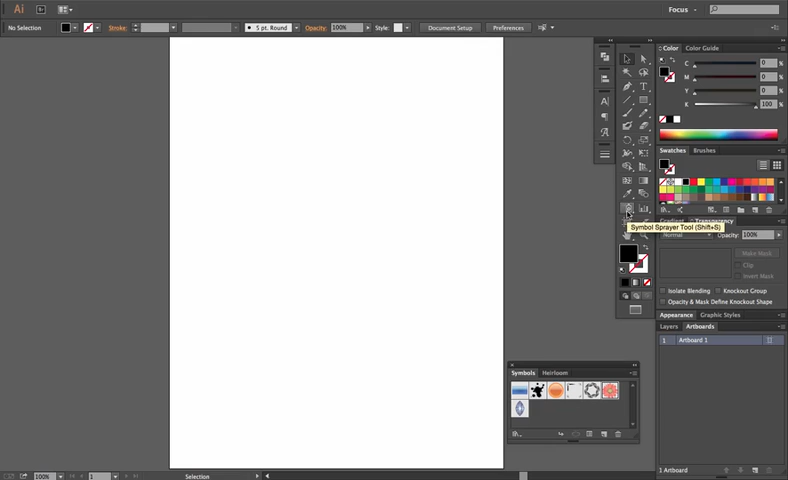 Ai
Br
Focus
No Selection
Stroke:
5 pt. Round
Opacity:
100%
Style:
Document Setup
Preferences
Color
Color Guide
C
0
%
M
0
Y
0
K
100
Swatches
Brushes
Symbol Sprayer Tool (Shift+S)
Gradient
Transparency
Normal
Opacity:
100%
Make Mask
Clip
Invert Mask
Isolate Blending
Knockout Group
Opacity & Mask Define Knockout Shape
Appearance
Graphic Styles
Layers
Artboards
1
Artboard 1
Symbols
Heirloom
1 Artboard
100%
1
Selection